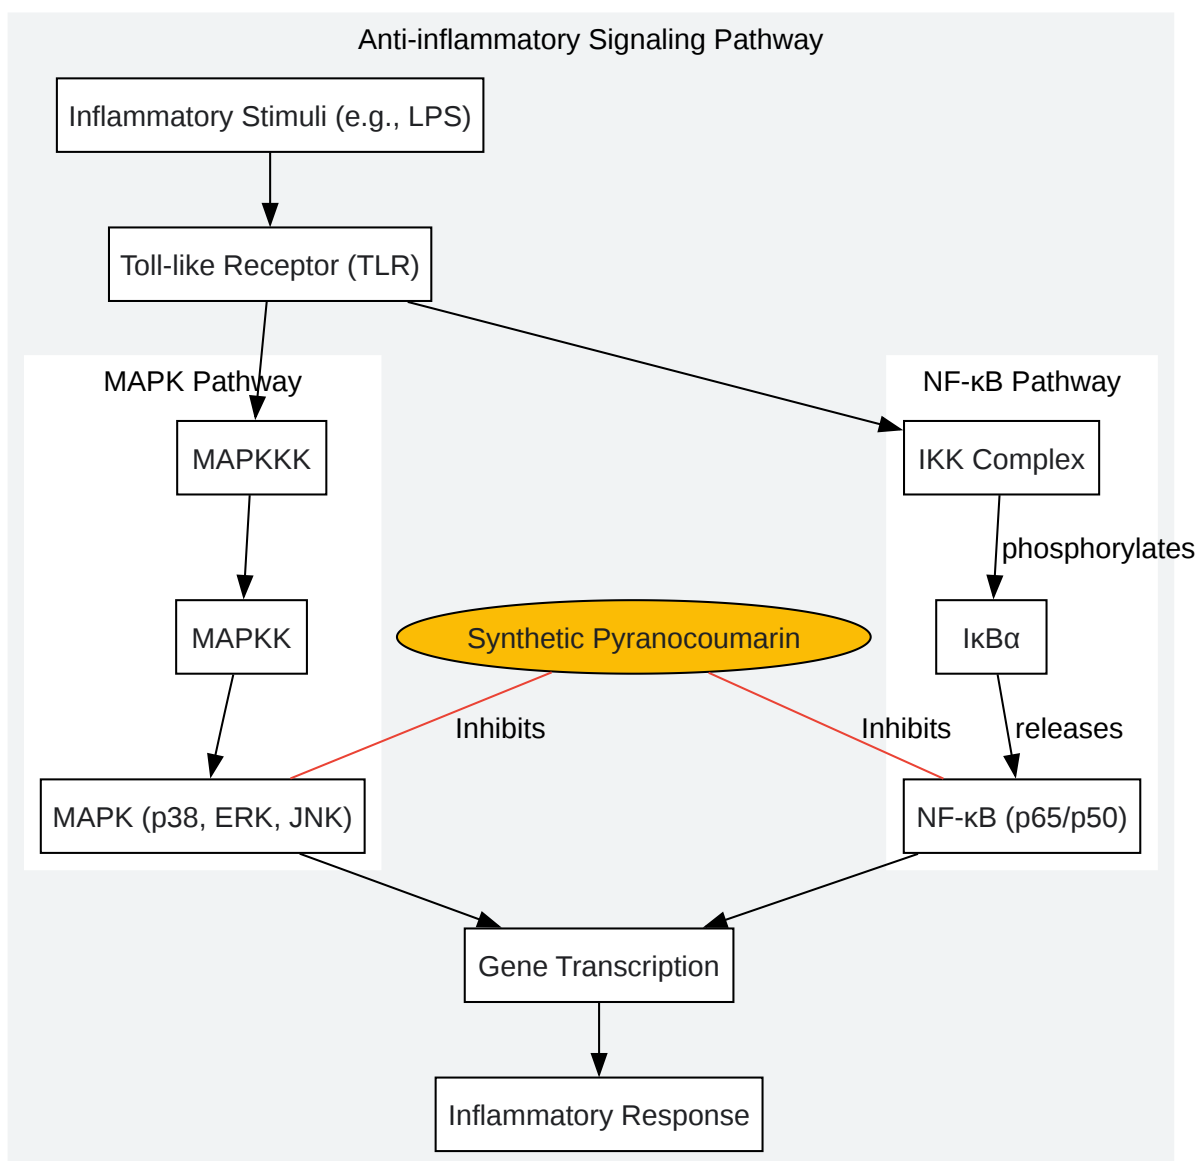 Anti-inflammatory Signaling Pathway
Inflammatory Stimuli (e.g., LPS)
Toll-like Receptor (TLR)
MAPK Pathway
NF-κB Pathway
MAPKKK
IKK Complex
phosphorylates
MAPKK
Synthetic Pyranocoumarin
IκBα
Inhibits
Inhibits
releases
MAPK (p38, ERK, JNK)
NF-κB (p65/p50)
Gene Transcription
Inflammatory Response